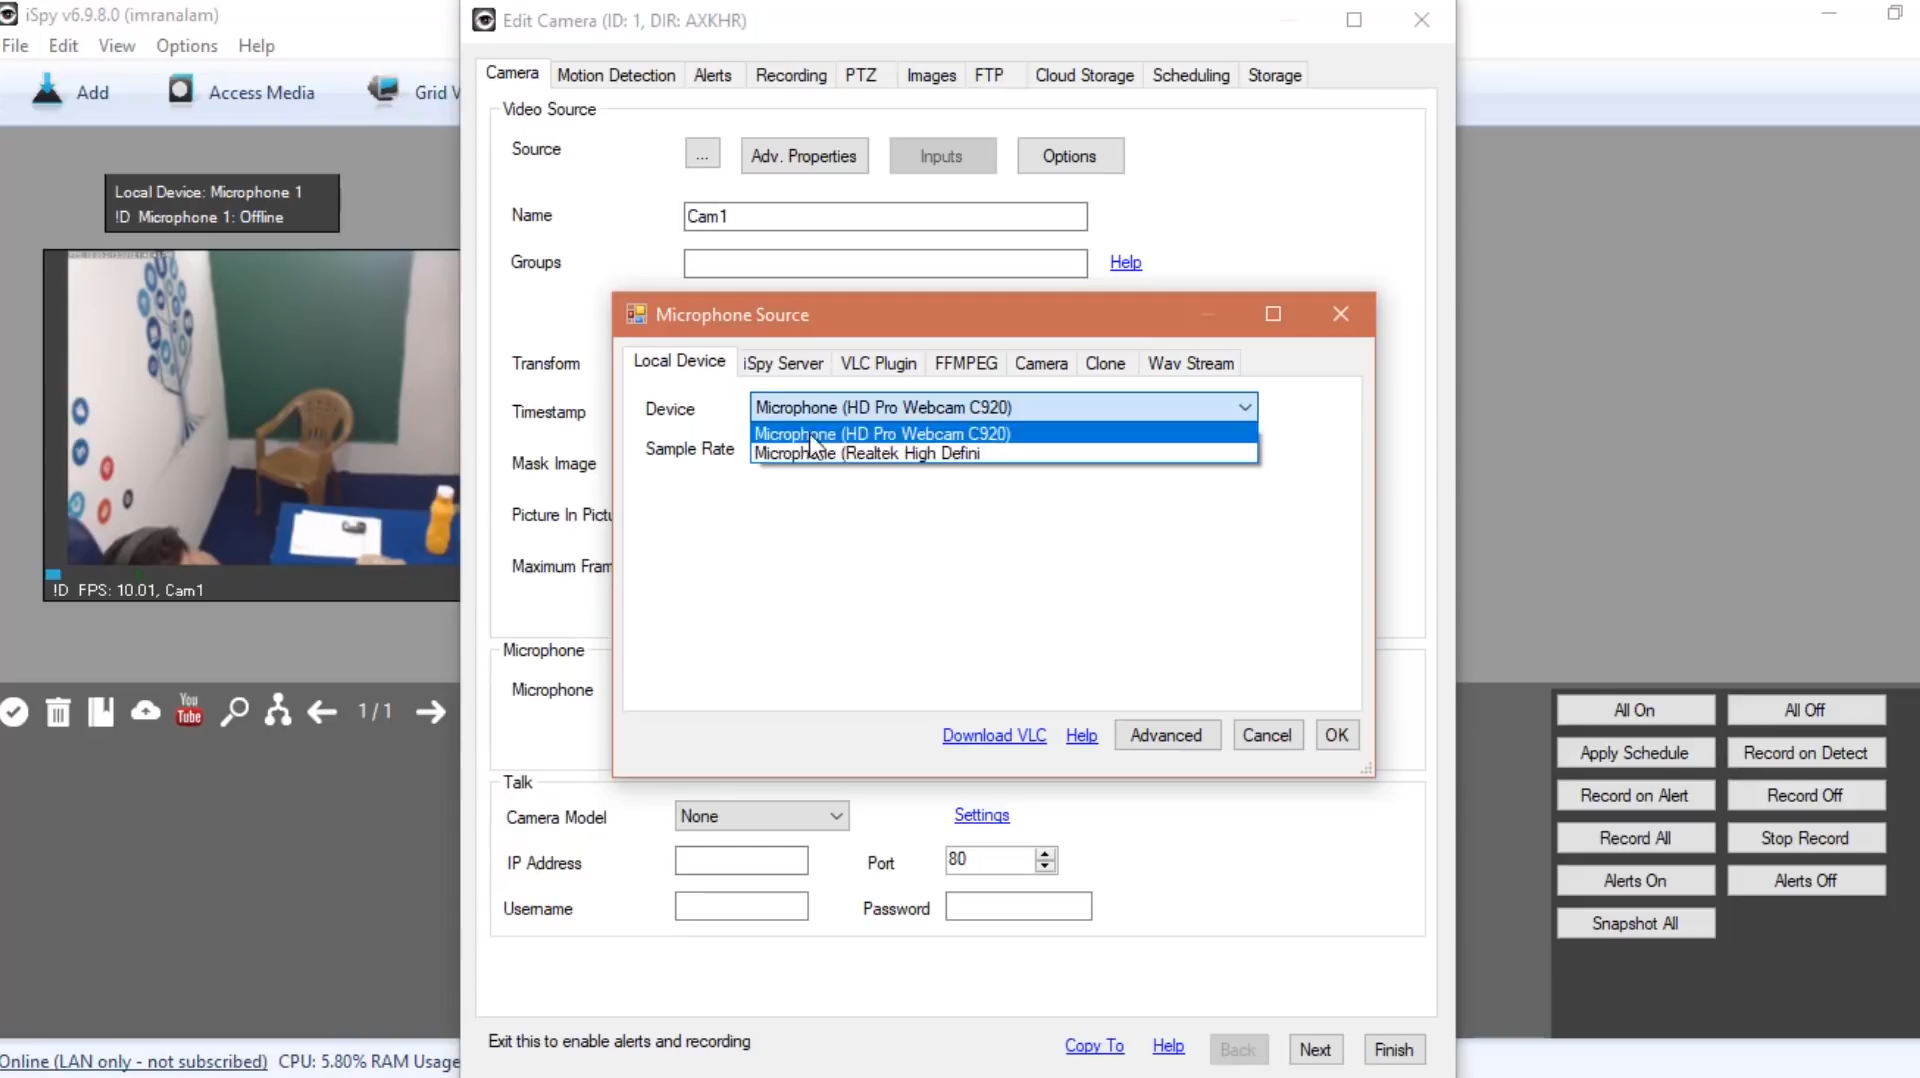 iSpy v6.9.8.0 (imranalam)
File Edit View Options Help
Add Access Media Grid V
Local Device: Microphone 1
!D Microphone 1: Offline
!D FPS: 10.01, Cam1
You
Tube
1/1
Online (LAN only - not subscribed) CPU: 5.80% RAM Usage
Edit Camera (ID: 1, DIR: AXKHR)
Camera Motion Detection Alerts Recording PTZ Images FTP Cloud Storage Scheduling Storage
Video Source
Source ... Adv. Properties Inputs Options
Name Cam1
Groups Help
Transform
Timestamp
Mask Image
Picture In Pictu
Maximum Fram
Microphone
Microphone
Microphone Source
Local Device iSpy Server VLC Plugin FFMPEG Camera Clone Wav Stream
Device Microphone (HD Pro Webcam C920)
Microphone (HD Pro Webcam C920)
Sample Rate
Microphone (Realtek High Defini
Download VLC Help Advanced Cancel OK
Talk
Camera Model None Settings
IP Address Port 80
Username Password
Exit this to enable alerts and recording
Copy To Help Back Next Finish
All On All Off
Apply Schedule Record on Detect
Record on Alert Record Off
Record All Stop Record
Alerts On Alerts Off
Snapshot All